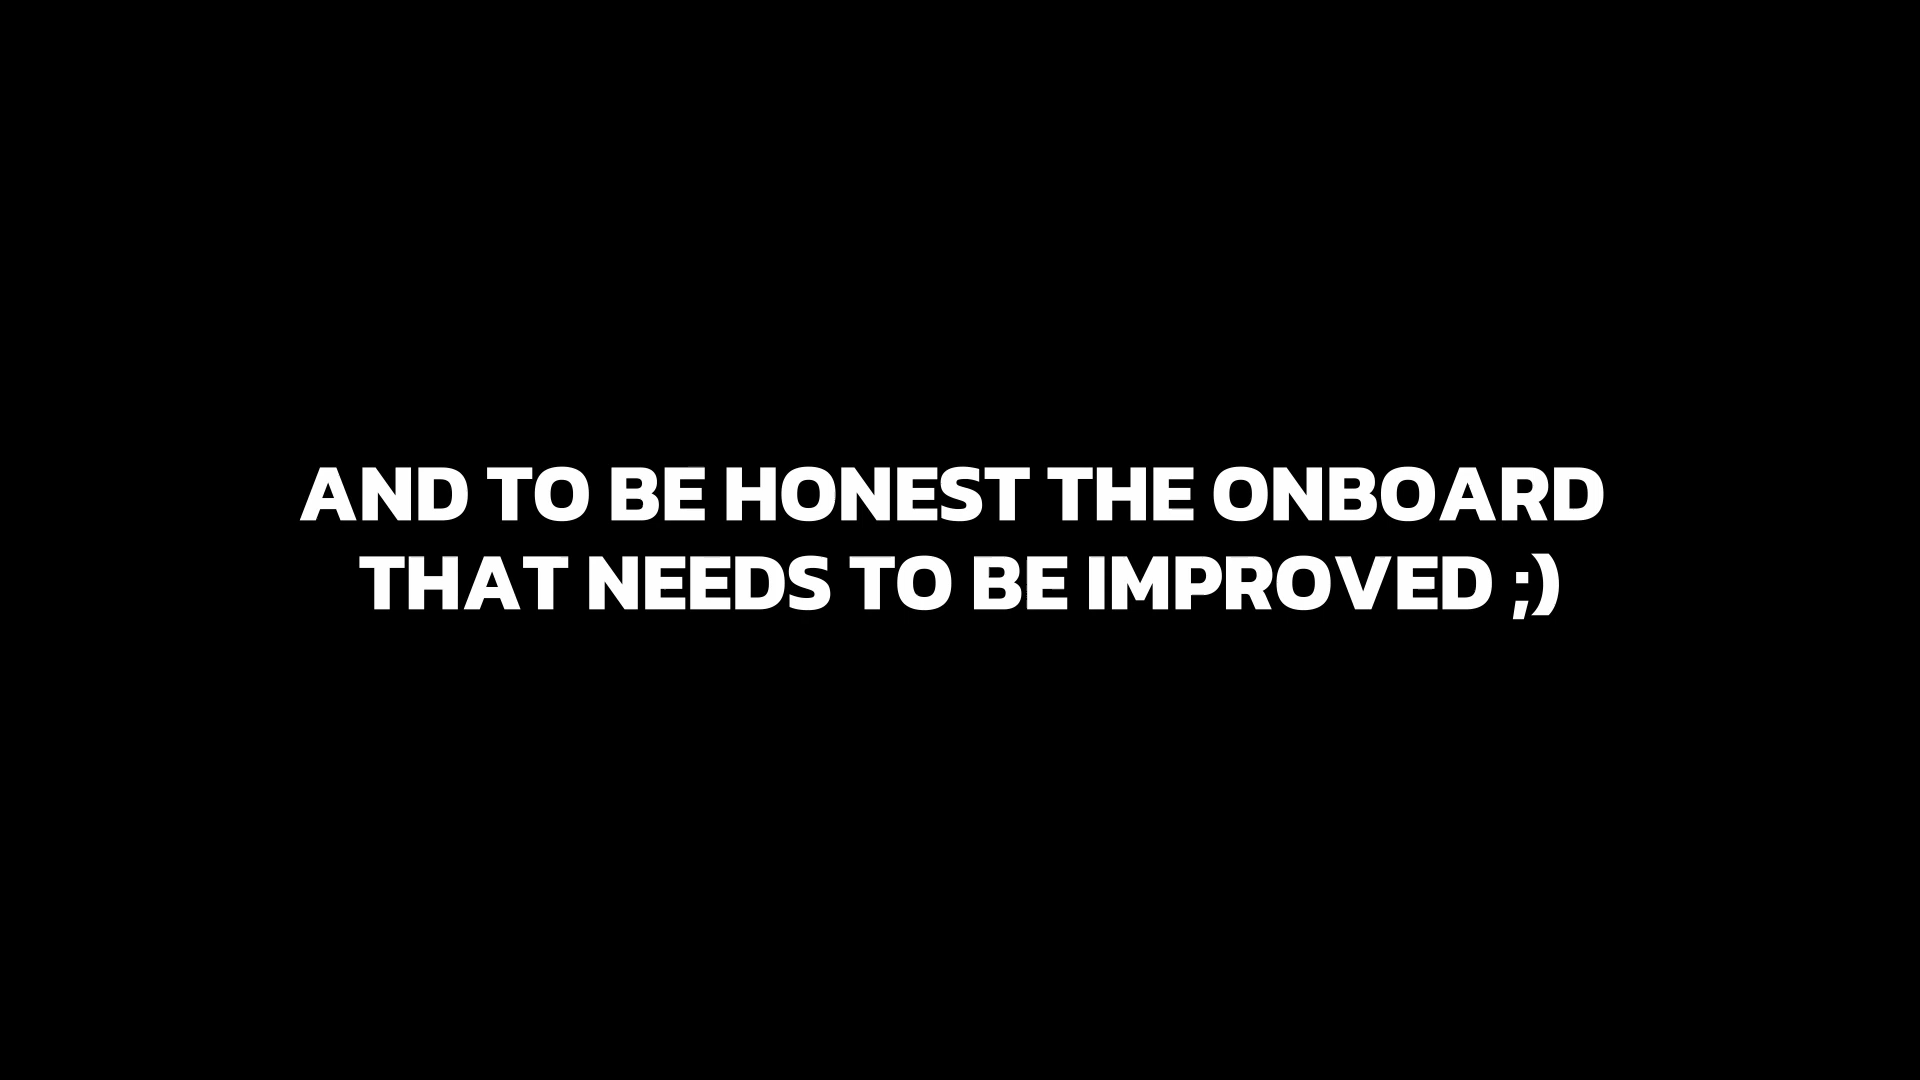 AND TO BE HONEST THE ONBOARD
THAT NEEDS TO BE IMPROVED ;)